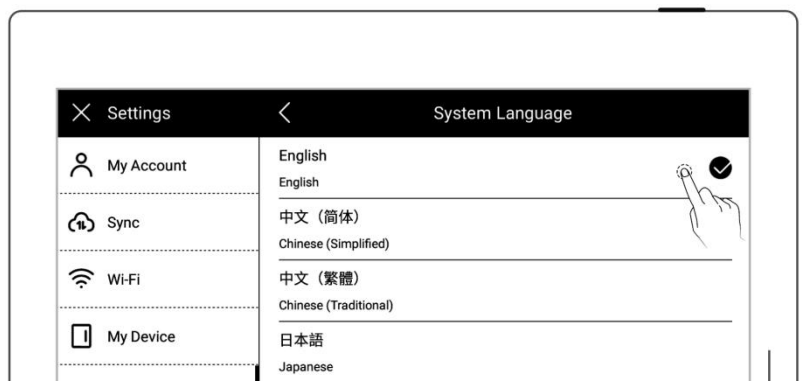 Settings
System Language
My Account
Sync
Wi-Fi
My Device
English
English
中文（简体）
Chinese (Simplified)
中文（繁體）
Chinese (Traditional)
日本語
Japanese